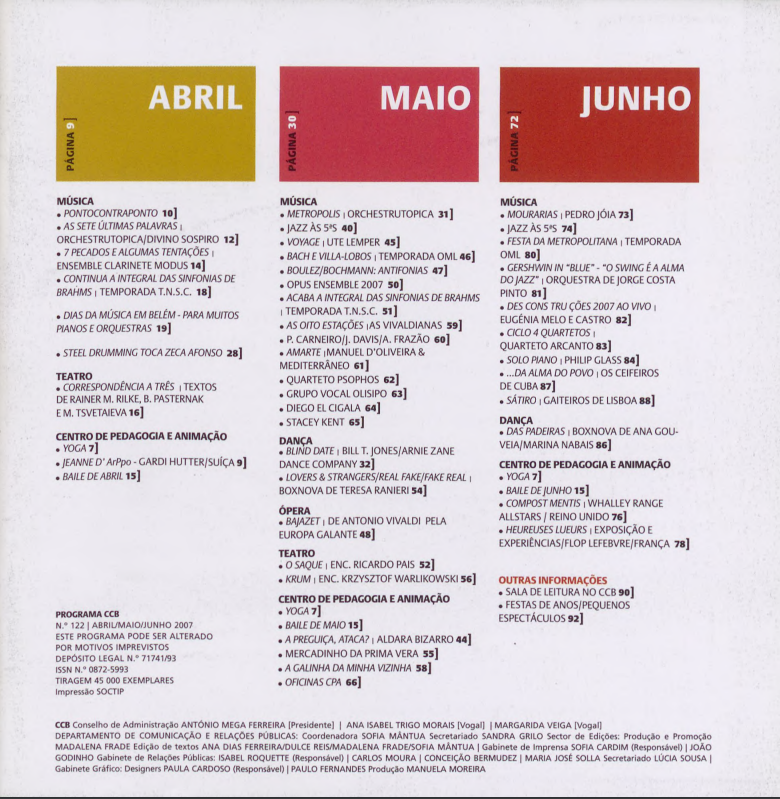 ABRIL
PÁGINA 9]
MÚSICA
• PONTOCONTRAPONTO 10]
• AS SETE ÚLTIMAS PALAVRAS |
ORCHESTRUTOPICA/DIVINO SOSPIRO 12]
• 7 PECADOS E ALGUMAS TENTAÇÕES |
ENSEMBLE CLARINETE MODUS 14]
• CONTINUA A INTEGRAL DAS SINFONIAS DE
BRAHMS | TEMPORADA T.N.S.C. 18]
• DIAS DA MÚSICA EM BELÉM - PARA MUITOS
PIANOS E ORQUESTRAS 19]
• STEEL DRUMMING TOCA ZECA AFONSO 28]
TEATRO
• CORRESPONDÊNCIA A TRÊS | TEXTOS
DE RAINER M. RILKE, B. PASTERNAK
E M. TSVETAIEVA 16]
CENTRO DE PEDAGOGIA E ANIMAÇÃO
• YOGA 7]
• JEANNE D' ArPpo - GARDI HUTTER/SUÍÇA 9]
• BAILE DE ABRIL 15]
PROGRAMA CCB
N.º 122 | ABRIL/MAIO/JUNHO 2007
ESTE PROGRAMA PODE SER ALTERADO
POR MOTIVOS IMPREVISTOS
DEPÓSITO LEGAL N.º 71741/93
ISSN N.º 0872-5993
TIRAGEM 45 000 EXEMPLARES
Impressão SOCTIP
MAIO
PÁGINA 30]
MÚSICA
• METROPOLIS | ORCHESTRUTOPICA 31]
• JAZZ ÀS 5ªS 40]
• VOYAGE | UTE LEMPER 45]
• BACH E VILLA-LOBOS | TEMPORADA OML 46]
• BOULEZ/BOCHMANN: ANTIFONIAS 47]
• OPUS ENSEMBLE 2007 50]
• ACABA A INTEGRAL DAS SINFONIAS DE BRAHMS
| TEMPORADA T.N.S.C. 51]
• AS OITO ESTAÇÕES | AS VIVALDIANAS 59]
• P. CARNEIRO/J. DAVIS/A. FRAZÃO 60]
• AMARTE | MANUEL D'OLIVEIRA &
MEDITERRÂNEO 61]
• QUARTETO PSOPHOS 62]
• GRUPO VOCAL OLISIPO 63]
• DIEGO EL CIGALA 64]
• STACEY KENT 65]
DANÇA
• BLIND DATE | BILL T. JONES/ARNIE ZANE
DANCE COMPANY 32]
• LOVERS & STRANGERS/REAL FAKE/FAKE REAL |
BOXNOVA DE TERESA RANIERI 54]
ÓPERA
• BAJAZET | DE ANTONIO VIVALDI PELA
EUROPA GALANTE 48]
TEATRO
• O SAQUE | ENC. RICARDO PAIS 52]
• KRUM | ENC. KRZYSZTOF WARLIKOWSKI 56]
CENTRO DE PEDAGOGIA E ANIMAÇÃO
• YOGA 7]
• BAILE DE MAIO 15]
• A PREGUIÇA, ATACA? | ALDARA BIZARRO 44]
• MERCADINHO DA PRIMA VERA 55]
• A GALINHA DA MINHA VIZINHA 58]
• OFICINAS CPA 66]
JUNHO
PÁGINA 72]
MÚSICA
• MOURARIAS | PEDRO JÓIA 73]
• JAZZ ÀS 5ªS 74]
• FESTA DA METROPOLITANA | TEMPORADA
OML 80]
• GERSHWIN IN "BLUE" - "O SWING É A ALMA
DO JAZZ" | ORQUESTRA DE JORGE COSTA
PINTO 81]
• DES CONS TRU ÇÕES 2007 AO VIVO |
EUGÉNIA MELO E CASTRO 82]
• CICLO 4 QUARTETOS |
QUARTETO ARCANTO 83]
• SOLO PIANO | PHILIP GLASS 84]
• ...DA ALMA DO POVO | OS CEIFEIROS
DE CUBA 87]
• SÁTIRO | GAITEIROS DE LISBOA 88]
DANÇA
• DAS PADEIRAS | BOXNOVA DE ANA GOU-
VEIA/MARINA NABAIS 86]
CENTRO DE PEDAGOGIA E ANIMAÇÃO
• YOGA 7]
• BAILE DE JUNHO 15]
• COMPOST MENTIS | WHALLEY RANGE
ALLSTARS / REINO UNIDO 76]
• HEUREUSES LUEURS | EXPOSIÇÃO E
EXPERIÊNCIAS/FLOP LEFEBVRE/FRANÇA 78]
OUTRAS INFORMAÇÕES
• SALA DE LEITURA NO CCB 90]
• FESTAS DE ANOS/PEQUENOS
ESPECTÁCULOS 92]
CCB Conselho de Administração ANTÓNIO MEGA FERREIRA [Presidente] | ANA ISABEL TRIGO MORAIS [Vogal] | MARGARIDA VEIGA [Vogal]
DEPARTAMENTO DE COMUNICAÇÃO E RELAÇÕES PÚBLICAS: Coordenadora SOFIA MÂNTUA Secretariado SANDRA GRILO Sector de Edições: Produção e Promoção
MADALENA FRADE Edição de textos ANA DIAS FERREIRA/DULCE REIS/MADALENA FRADE/SOFIA MÂNTUA | Gabinete de Imprensa SOFIA CARDIM (Responsável) | JOÃO
GODINHO Gabinete de Relações Públicas: ISABEL ROQUETTE (Responsável) | CARLOS MOURA | CONCEIÇÃO BERMUDEZ | MARIA JOSÉ SOLLA Secretariado LÚCIA SOUSA |
Gabinete Gráfico: Designers PAULA CARDOSO (Responsável) | PAULO FERNANDES Produção MANUELA MOREIRA